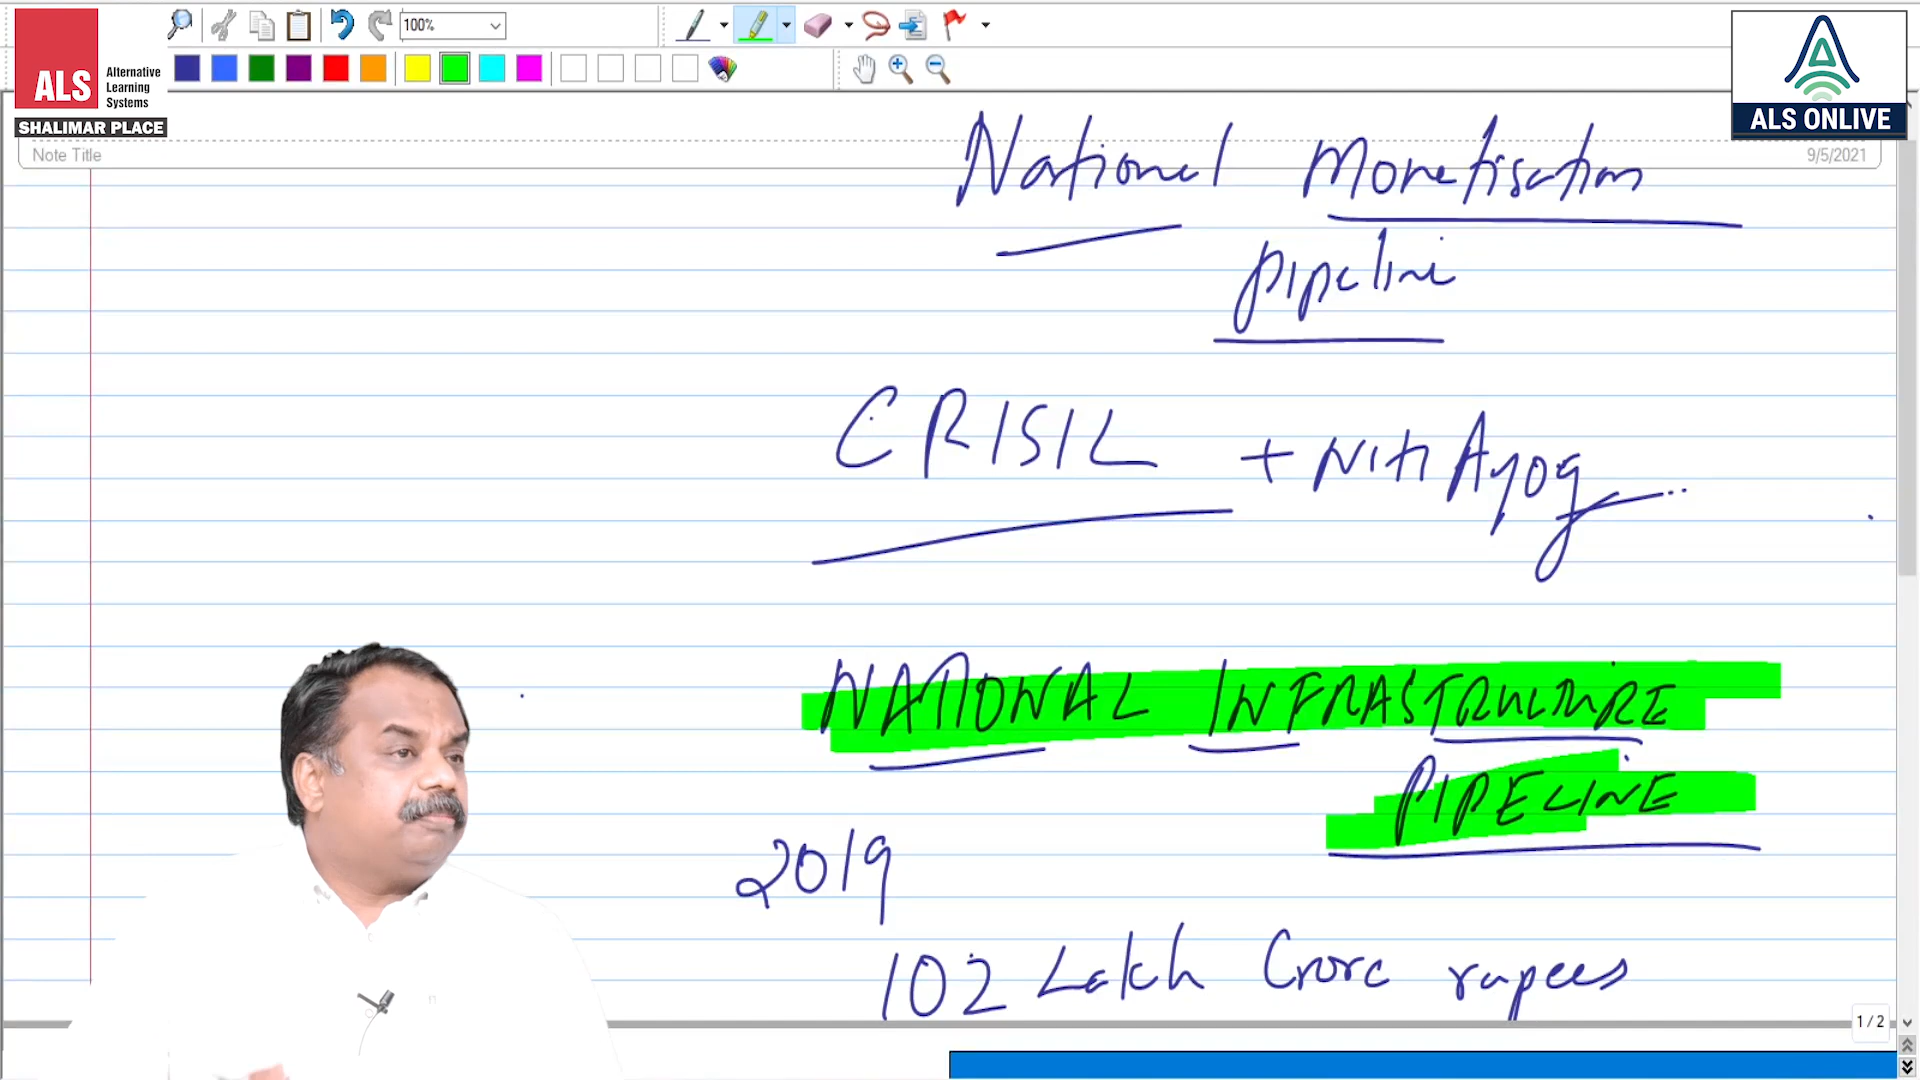 100%
ALS
Alternative
Learning
Systems
SHALIMAR PLACE
ALS ONLIVE
Note Title
9/5/2021
National Monetisation
pipeline
CRISIL + Niti Ayog
NATIONAL INFRASTRUCTURE
PIPELINE
2019
102 Lakh Crore rupees
1 / 2